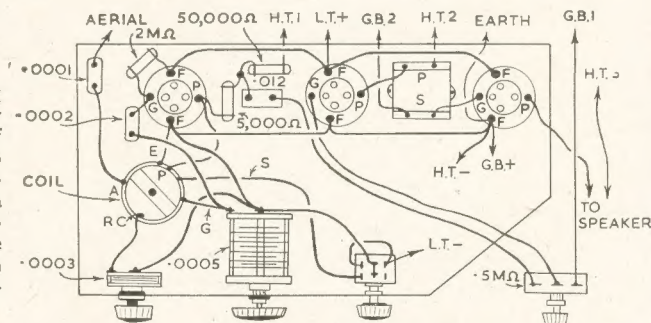 AERIAL
50,000Ω
H.T.1
L.T.+
G.B.2
H.T.2
EARTH
G.B.1
2MΩ
.0001
F
F
F
H.T.3
G
P
.012
G
P
P
S
G
P
.0002
F
5,000Ω
F
F
E
P
S
H.T.-
G.B.+
COIL
A
TO
SPEAKER
RC
G
L.T.-
.0003
.0005
.5MΩ